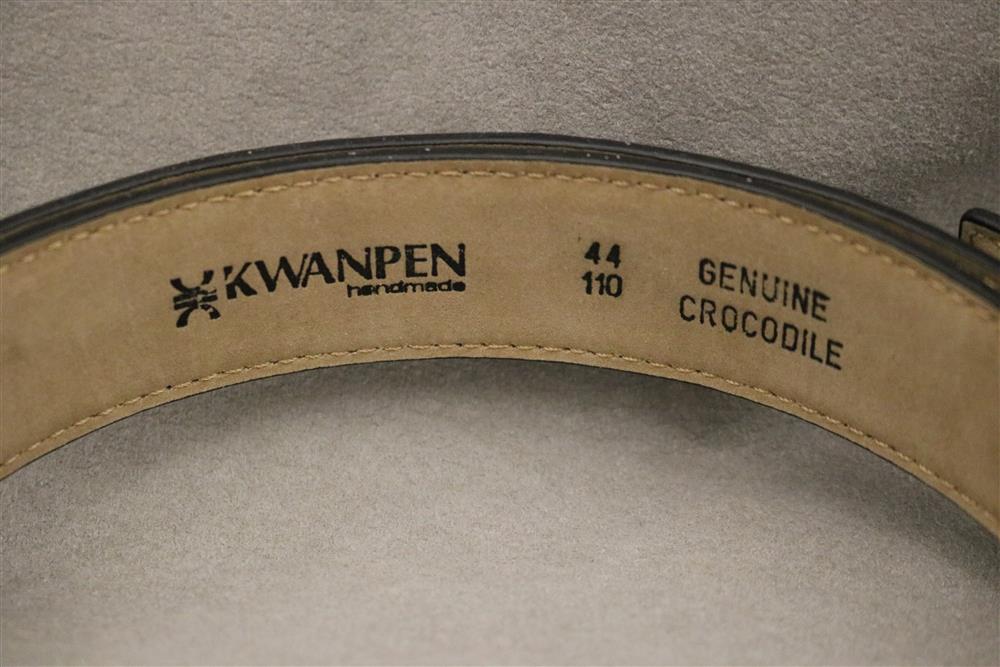 KWANPEN
handmade
44
110
GENUINE
CROCODILE